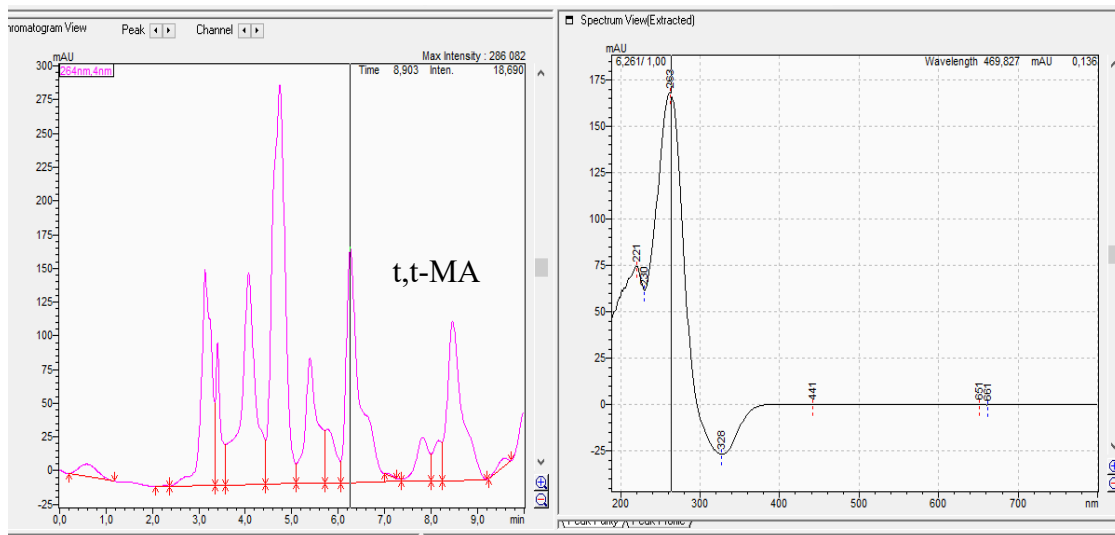 hromatogram View Peak Channel
mAU
Max Intensity : 286 082
264nm,4nm
Time 8,903 Inten. 18,690
300
275
250
225
200
175
150
125
100
75
50
25
0
-25
t,t-MA
0,0 1,0 2,0 3,0 4,0 5,0 6,0 7,0 8,0 9,0 min
Spectrum View(Extracted)
mAU
6,261/ 1,00
Wavelength 469,827 mAU 0,136
175
150
125
100
75
50
25
0
-25
221
230
263
328
441
651
661
200 300 400 500 600 700 nm